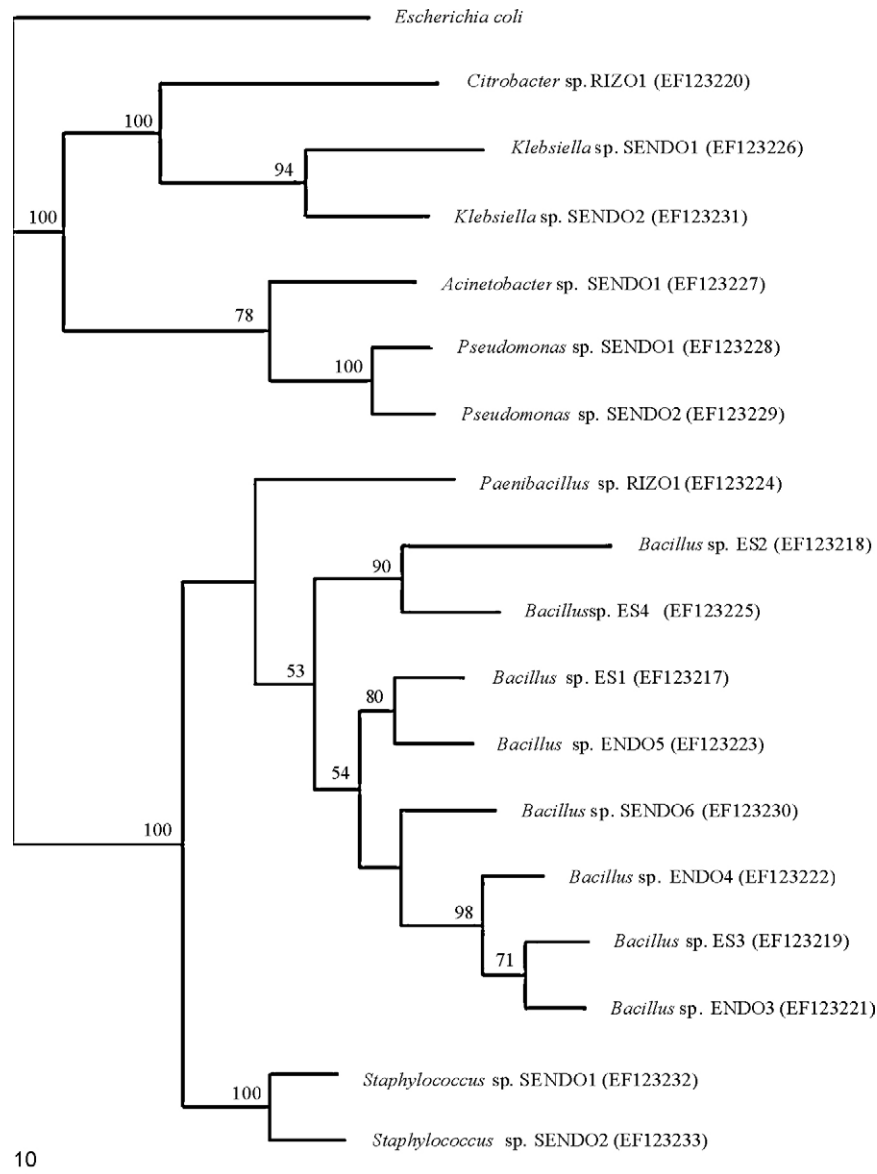 Escherichia coli
Citrobacter sp. RIZO1 (EF123220)
100
Klebsiella sp. SENDO1 (EF123226)
94
Klebsiella sp. SENDO2 (EF123231)
100
Acinetobacter sp. SENDO1 (EF123227)
78
Pseudomonas sp. SENDO1 (EF123228)
100
Pseudomonas sp. SENDO2 (EF123229)
Paenibacillus sp. RIZO1 (EF123224)
Bacillus sp. ES2 (EF123218)
90
Bacillussp. ES4 (EF123225)
53
Bacillus sp. ES1 (EF123217)
80
Bacillus sp. ENDO5 (EF123223)
54
Bacillus sp. SENDO6 (EF123230)
100
Bacillus sp. ENDO4 (EF123222)
98
Bacillus sp. ES3 (EF123219)
71
Bacillus sp. ENDO3 (EF123221)
Staphylococcus sp. SENDO1 (EF123232)
100
Staphylococcus sp. SENDO2 (EF123233)
10